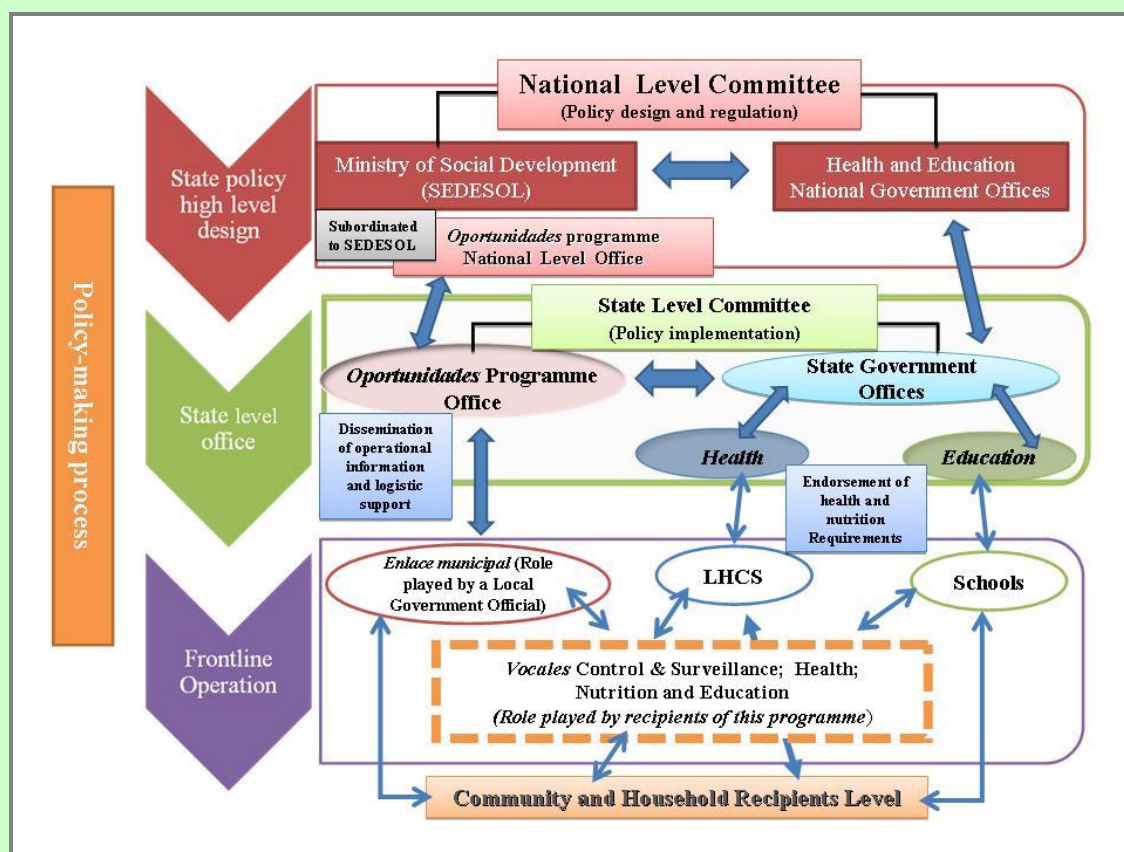 National Level Committee
(Policy design and regulation)
State policy
high level
design
Ministry of Social Development
(SEDESOL)
Health and Education
National Government Offices
Subordinated
to SEDESOL
Oportunidades programme
National Level Office
Policy-making process
State Level Committee
(Policy implementation)
State level
office
Oportunidades Programme
Office
State Government
Offices
Dissemination
of operational
information
and logistic
support
Health
Education
Endorsement of
health and
nutrition
Requirements
Frontline
Operation
Enlace municipal (Role
played by a Local
Government Official)
LHCS
Schools
Vocales Control & Surveillance; Health;
Nutrition and Education
(Role played by recipients of this programme)
Community and Household Recipients Level